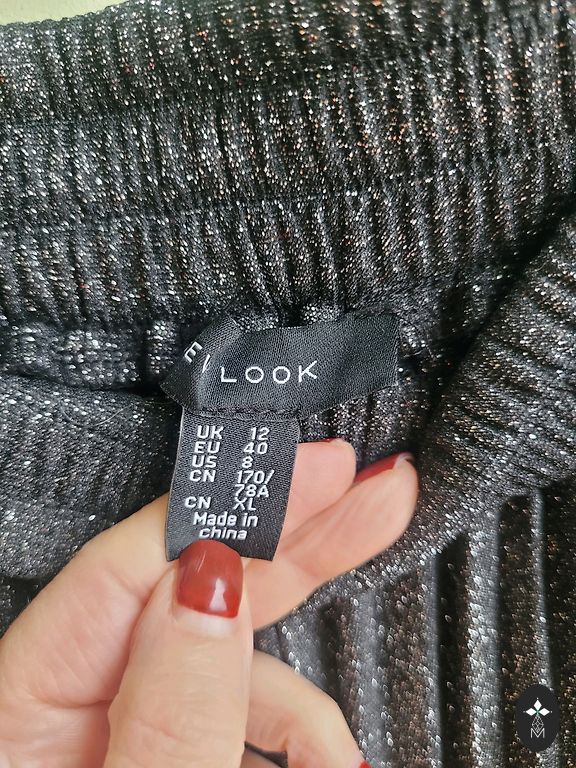 LOOK
UK 12
EU 40
US 8
CN 170/
78A
CN XL
Made in
china